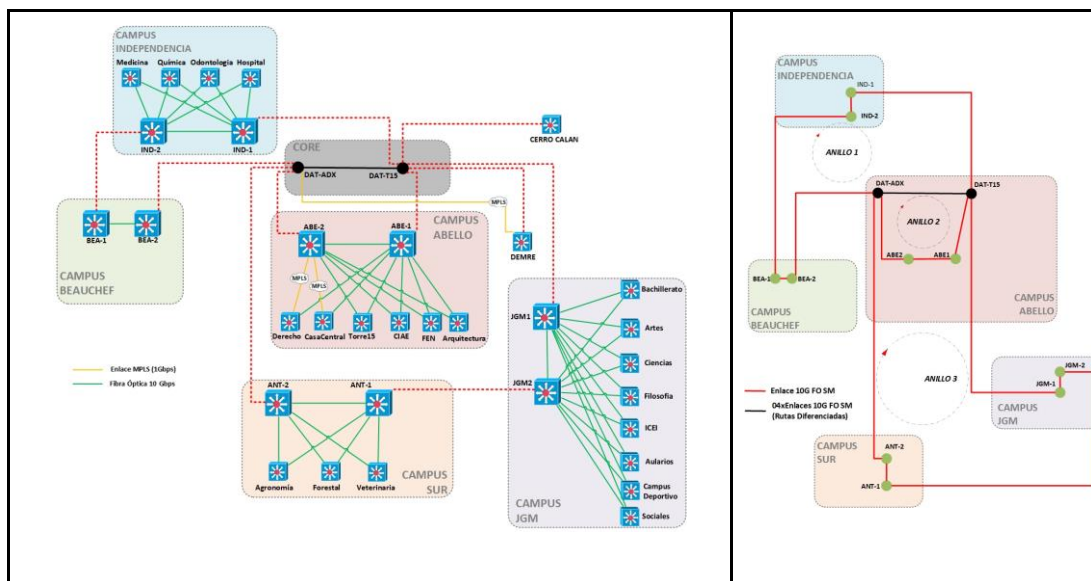 CAMPUS
INDEPENDENCIA
Medicina Química Odontología Hospital
IND-2 IND-1
CERRO CALAN
CORE
DAT-ADX DAT-T15
BEA-1 BEA-2
CAMPUS
BEAUCHEF
MPLS
DEMRE
ABE-2 ABE-1
CAMPUS
ABELLO
MPLS
MPLS
Derecho CasaCentral Torre15 CIAE FEN Arquitectura
Enlace MPLS (1Gbps)
Fibra Óptica 10 Gbps
ANT-2 ANT-1
Agronomía Forestal Veterinaria
CAMPUS
SUR
JGM1
JGM2
Bachillerato
Artes
Ciencias
Filosofia
ICEI
Aularios
Campus
Deportivo
Sociales
CAMPUS
JGM
CAMPUS
INDEPENDENCIA
IND-1
IND-2
ANILLO 1
DAT-ADX DAT-T15
ANILLO 2
ABE2 ABE1
BEA-1 BEA-2
CAMPUS
BEAUCHEF
CAMPUS
ABELLO
ANILLO 3
Enlace 10G FO SM
04xEnlaces 10G FO SM
(Rutas Diferenciadas)
JGM-2
JGM-1
CAMPUS
JGM
CAMPUS
SUR
ANT-2
ANT-1